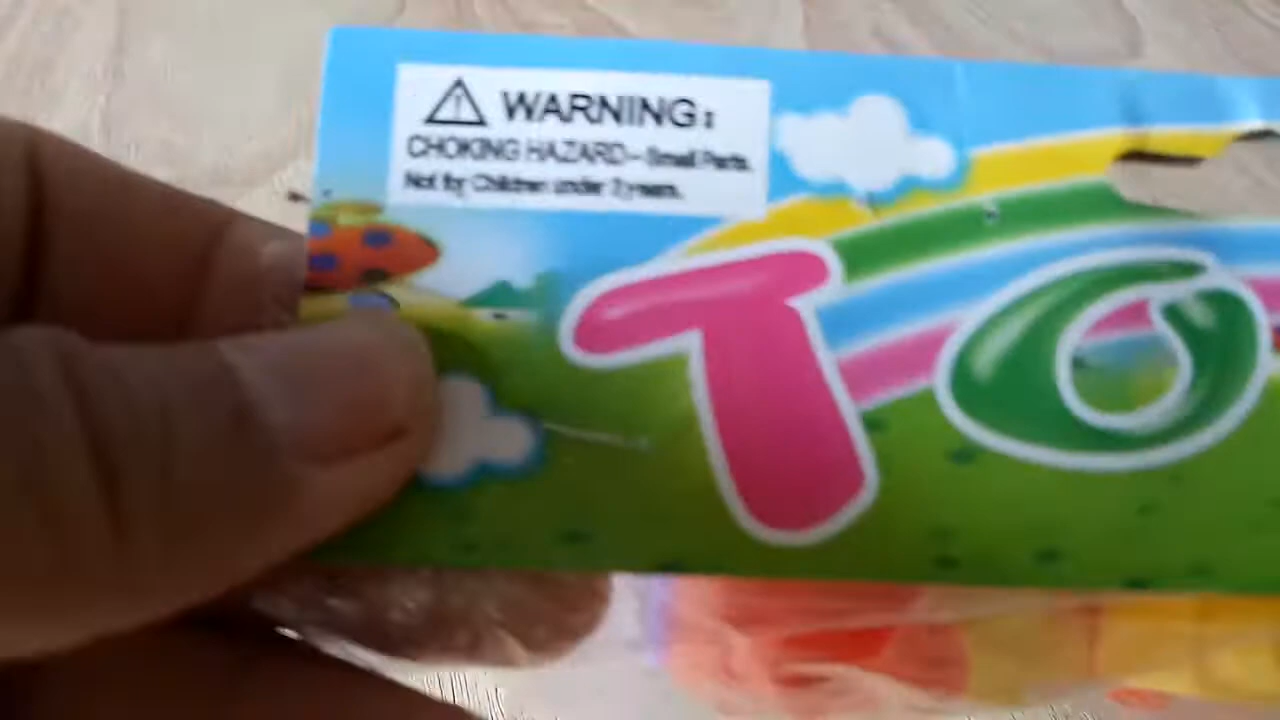 WARNING:
CHOKING HAZARD-Small Parts.
Not for Children under 3 years.
TO